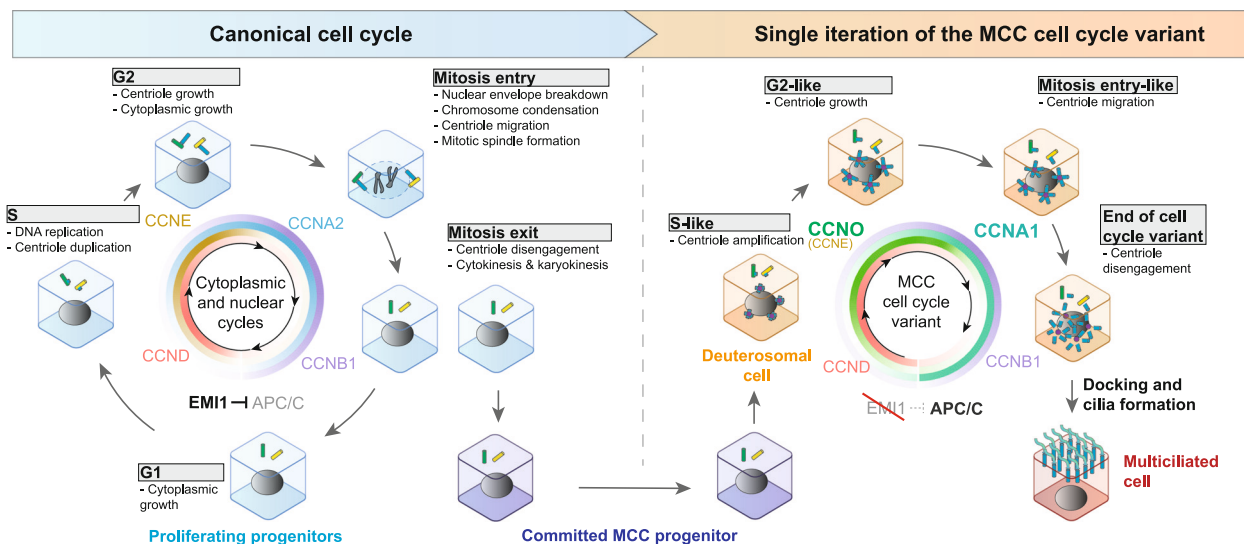 Canonical cell cycle
Single iteration of the MCC cell cycle variant
G2
- Centriole growth
- Cytoplasmic growth
Mitosis entry
- Nuclear envelope breakdown
- Chromosome condensation
- Centriole migration
- Mitotic spindle formation
S
- DNA replication
- Centriole duplication
CCNE
CCNA2
Cytoplasmic
and nuclear
cycles
CCND
CCNB1
Mitosis exit
- Centriole disengagement
- Cytokinesis & karyokinesis
EMI1
APC/C
G1
- Cytoplasmic
growth
Proliferating progenitors
Committed MCC progenitor
G2-like
- Centriole growth
Mitosis entry-like
- Centriole migration
S-like
- Centriole amplification
CCNO
(CCNE)
CCNA1
End of cell
cycle variant
- Centriole
disengagement
MCC
cell cycle
variant
Deuterosomal
cell
CCND
CCNB1
EMI1
APC/C
Docking and
cilia formation
Multiciliated
cell